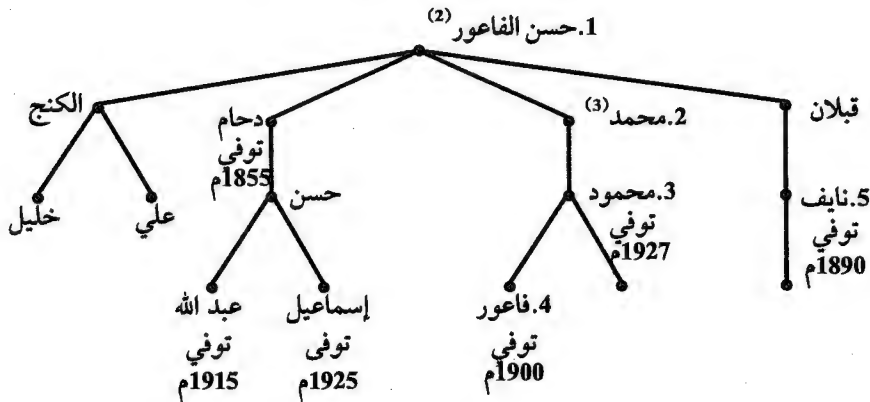 1.حسن الفاعور (2)
قبلان
2.محمد (3)
دحام
توفي
1855م
الكنج
5.نايف
توفي
1890م
3.محمود
توفي
1927م
حسن
علي
خليل
4.فاعور
توفي
1900م
إسماعيل
توفى
1925م
عبد الله
توفي
1915م